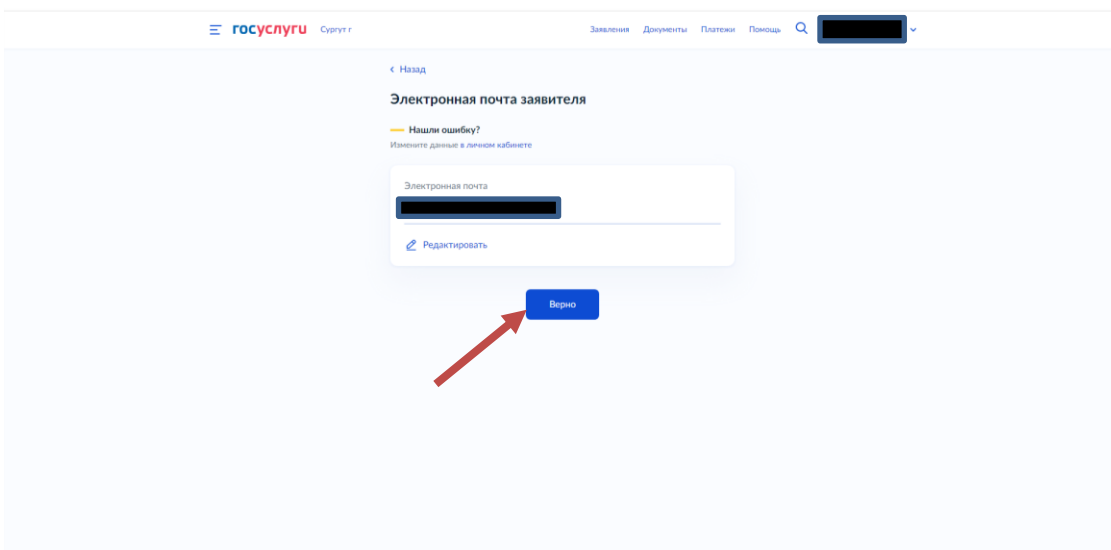 госуслуги Сургут г Заявления Документы Платежи Помощь
Назад
Электронная почта заявителя
Нашли ошибку?
Измените данные в личном кабинете
Электронная почта
Редактировать
Верно